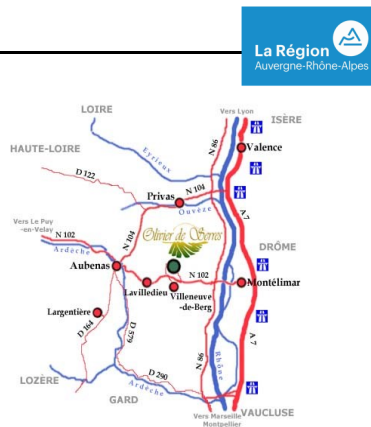 La Région
Auvergne-Rhône-Alpes
LOIRE
Vers Lyon
ISÈRE
Eyrieux
N 86
HAUTE-LOIRE
Valence
D 122
Privas
N 104
Ouvèze
A 7
Vers Le Puy
-en-Velay
N 102
Ardèche
N 104
Olivier de Serres
DRÔME
Aubenas
N 102
Lavilledieu
Villeneuve
-de-Berg
Montélimar
Largentière
D 164
D 579
N 86
Rhône
A 7
LOZÈRE
D 290
Ardèche
GARD
Vers Marseille
Montpellier
VAUCLUSE